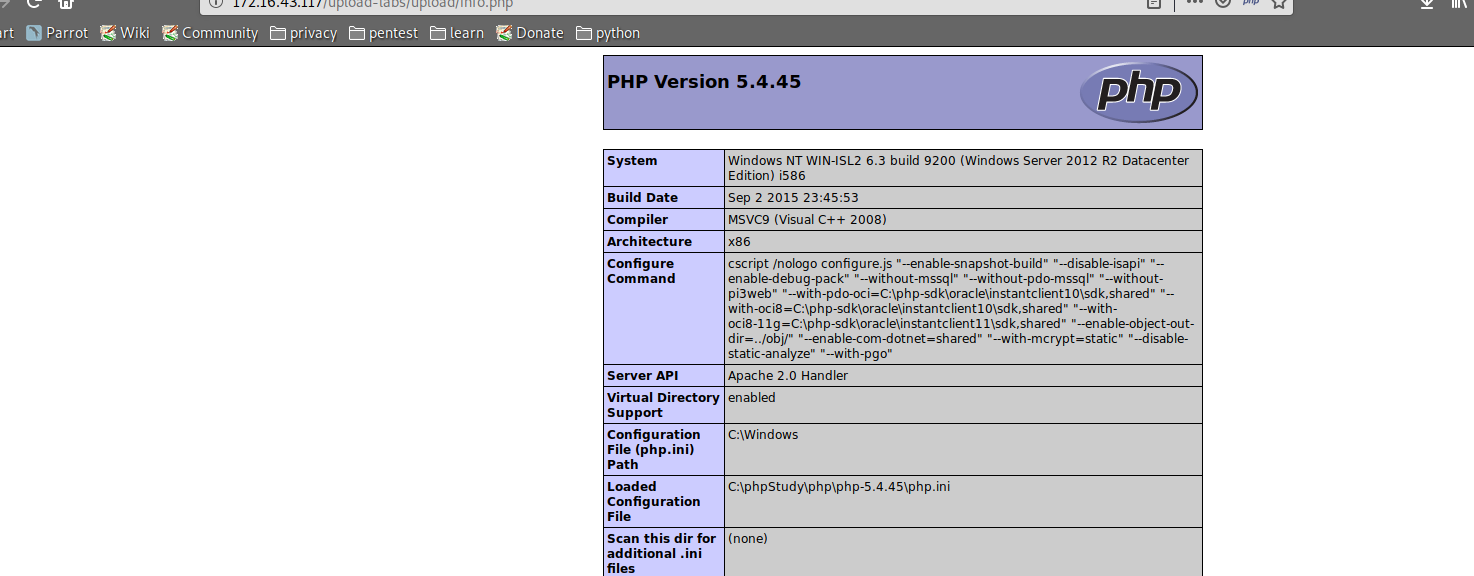 172.16.43.117/upload-labs/upload/info.php
php
rt Parrot Wiki Community privacy pentest learn Donate python
PHP Version 5.4.45
php
System Windows NT WIN-ISL2 6.3 build 9200 (Windows Server 2012 R2 Datacenter
Edition) i586
Build Date Sep 2 2015 23:45:53
Compiler MSVC9 (Visual C++ 2008)
Architecture x86
Configure cscript /nologo configure.js "--enable-snapshot-build" "--disable-isapi" "--
Command enable-debug-pack" "--without-mssql" "--without-pdo-mssql" "--without-
pi3web" "--with-pdo-oci=C:\php-sdk\oracle\instantclient10\sdk,shared" "--
with-oci8=C:\php-sdk\oracle\instantclient10\sdk,shared" "--with-
oci8-11g=C:\php-sdk\oracle\instantclient11\sdk,shared" "--enable-object-out-
dir=../obj/" "--enable-com-dotnet=shared" "--with-mcrypt=static" "--disable-
static-analyze" "--with-pgo"
Server API Apache 2.0 Handler
Virtual Directory enabled
Support
Configuration C:\Windows
File (php.ini)
Path
Loaded C:\phpStudy\php\php-5.4.45\php.ini
Configuration
File
Scan this dir for (none)
additional .ini
files